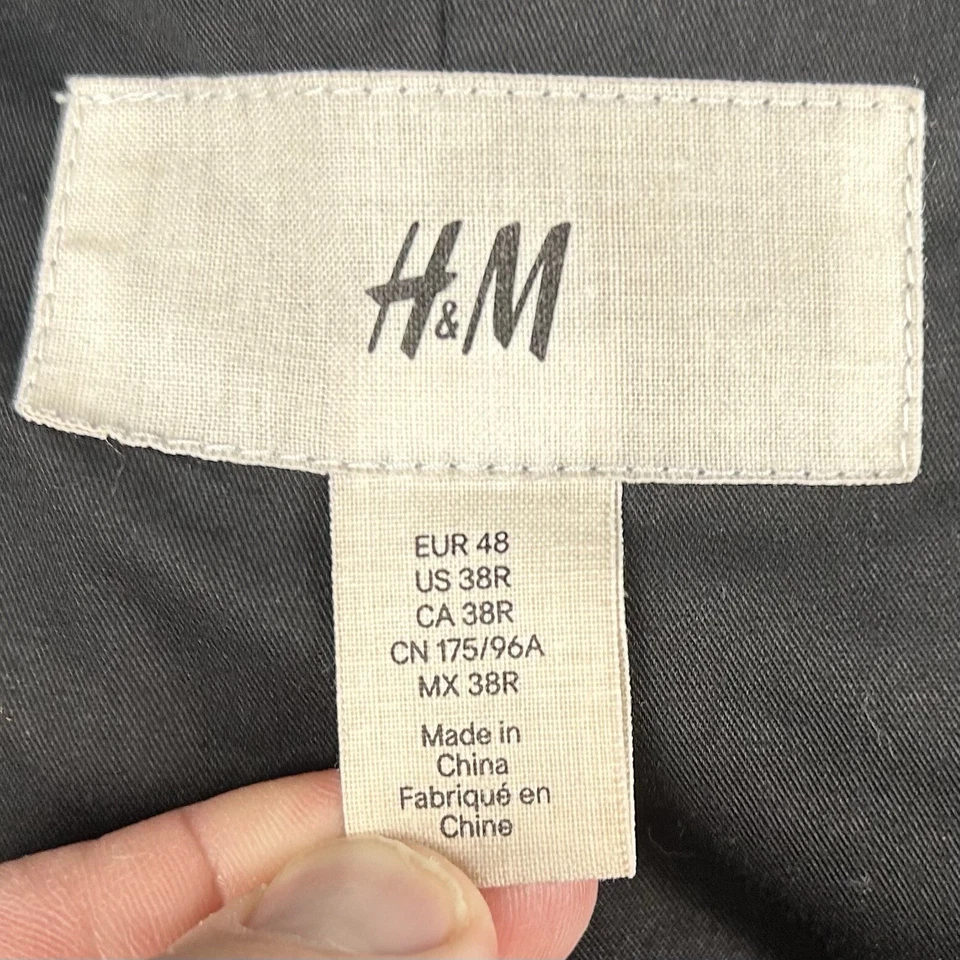 H&M
EUR 48
US 38R
CA 38R
CN 175/96A
MX 38R
Made in
China
Fabriqué en
Chine